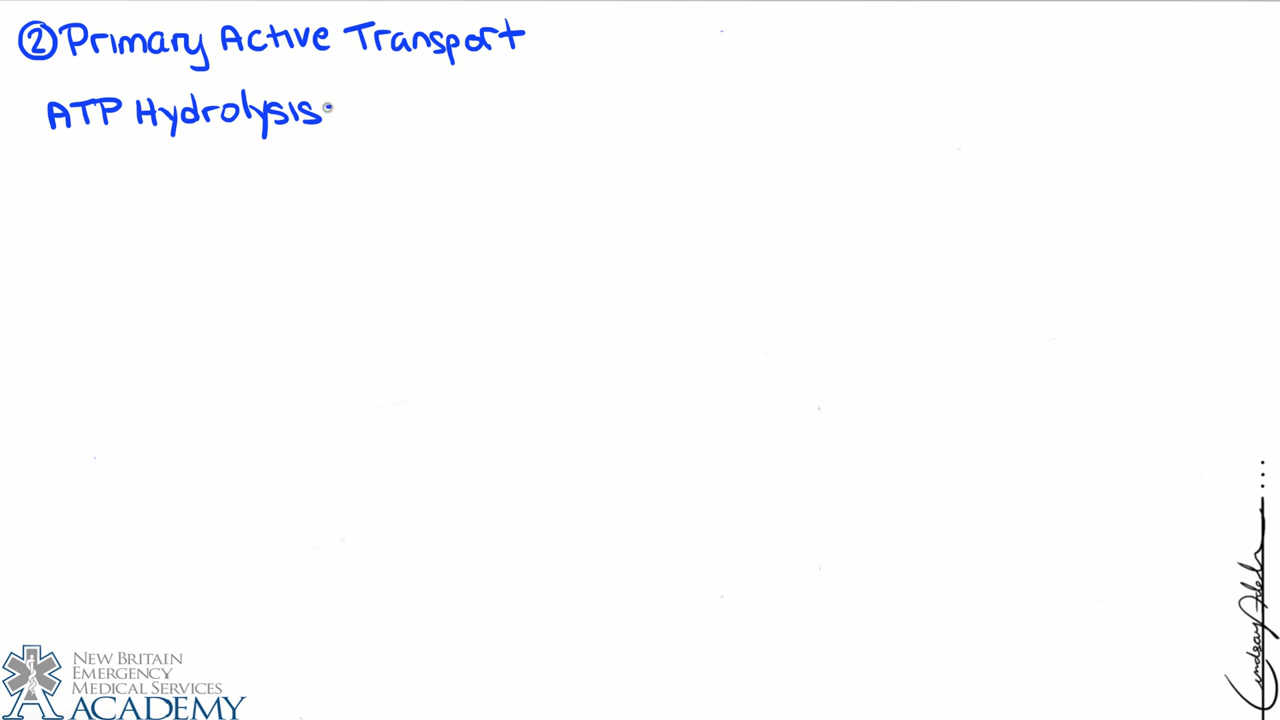 ② Primary Active Transport
ATP Hydrolysis
NEW BRITAIN
EMERGENCY
MEDICAL SERVICES
ACADEMY